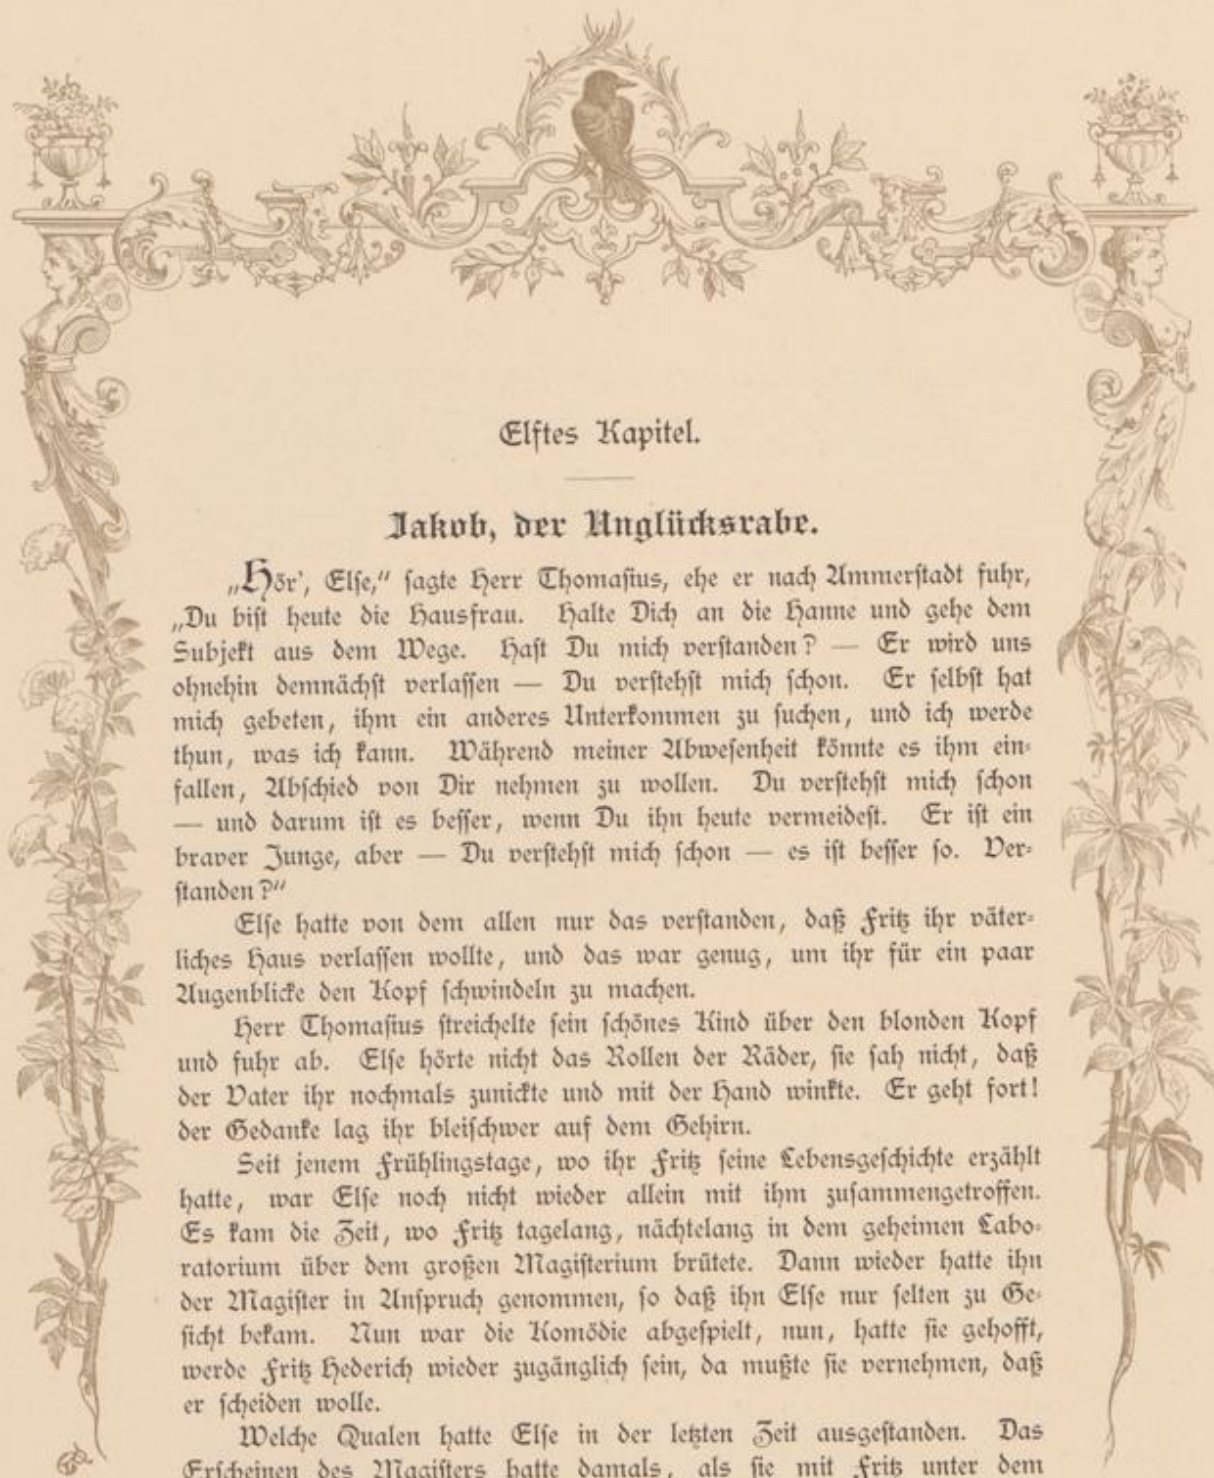 Elftes Kapitel.
Jakob, der Unglücksrabe.
„Hör', Else,“ sagte Herr Thomasius, ehe er nach Ammerstadt fuhr,
„Du bist heute die Hausfrau. Halte Dich an die Hanne und gehe dem
Subjekt aus dem Wege. Hast Du mich verstanden? — Er wird uns
ohnehin demnächst verlassen — Du verstehst mich schon. Er selbst hat
mich gebeten, ihm ein anderes Unterkommen zu suchen, und ich werde
thun, was ich kann. Während meiner Abwesenheit könnte es ihm ein-
fallen, Abschied von Dir nehmen zu wollen. Du verstehst mich schon
— und darum ist es besser, wenn Du ihn heute vermeidest. Er ist ein
braver Junge, aber — Du verstehst mich schon — es ist besser so. Ver-
standen?“
Else hatte von dem allen nur das verstanden, daß Fritz ihr väter-
liches Haus verlassen wollte, und das war genug, um ihr für ein paar
Augenblicke den Kopf schwindeln zu machen.
Herr Thomasius streichelte sein schönes Kind über den blonden Kopf
und fuhr ab. Else hörte nicht das Rollen der Räder, sie sah nicht, daß
der Vater ihr nochmals zunickte und mit der Hand winkte. Er geht fort!
der Gedanke lag ihr bleischwer auf dem Gehirn.
Seit jenem Frühlingstage, wo ihr Fritz seine Lebensgeschichte erzählt
hatte, war Else noch nicht wieder allein mit ihm zusammengetroffen.
Es kam die Zeit, wo Fritz tagelang, nächtelang in dem geheimen Labo-
ratorium über dem großen Magisterium brütete. Dann wieder hatte ihn
der Magister in Anspruch genommen, so daß ihn Else nur selten zu Ge-
sicht bekam. Nun war die Komödie abgespielt, nun, hatte sie gehofft,
werde Fritz Hederich wieder zugänglich sein, da mußte sie vernehmen, daß
er scheiden wolle.
Welche Qualen hatte Else in der letzten Zeit ausgestanden. Das
Erscheinen des Magisters hatte damals, als sie mit Fritz unter dem